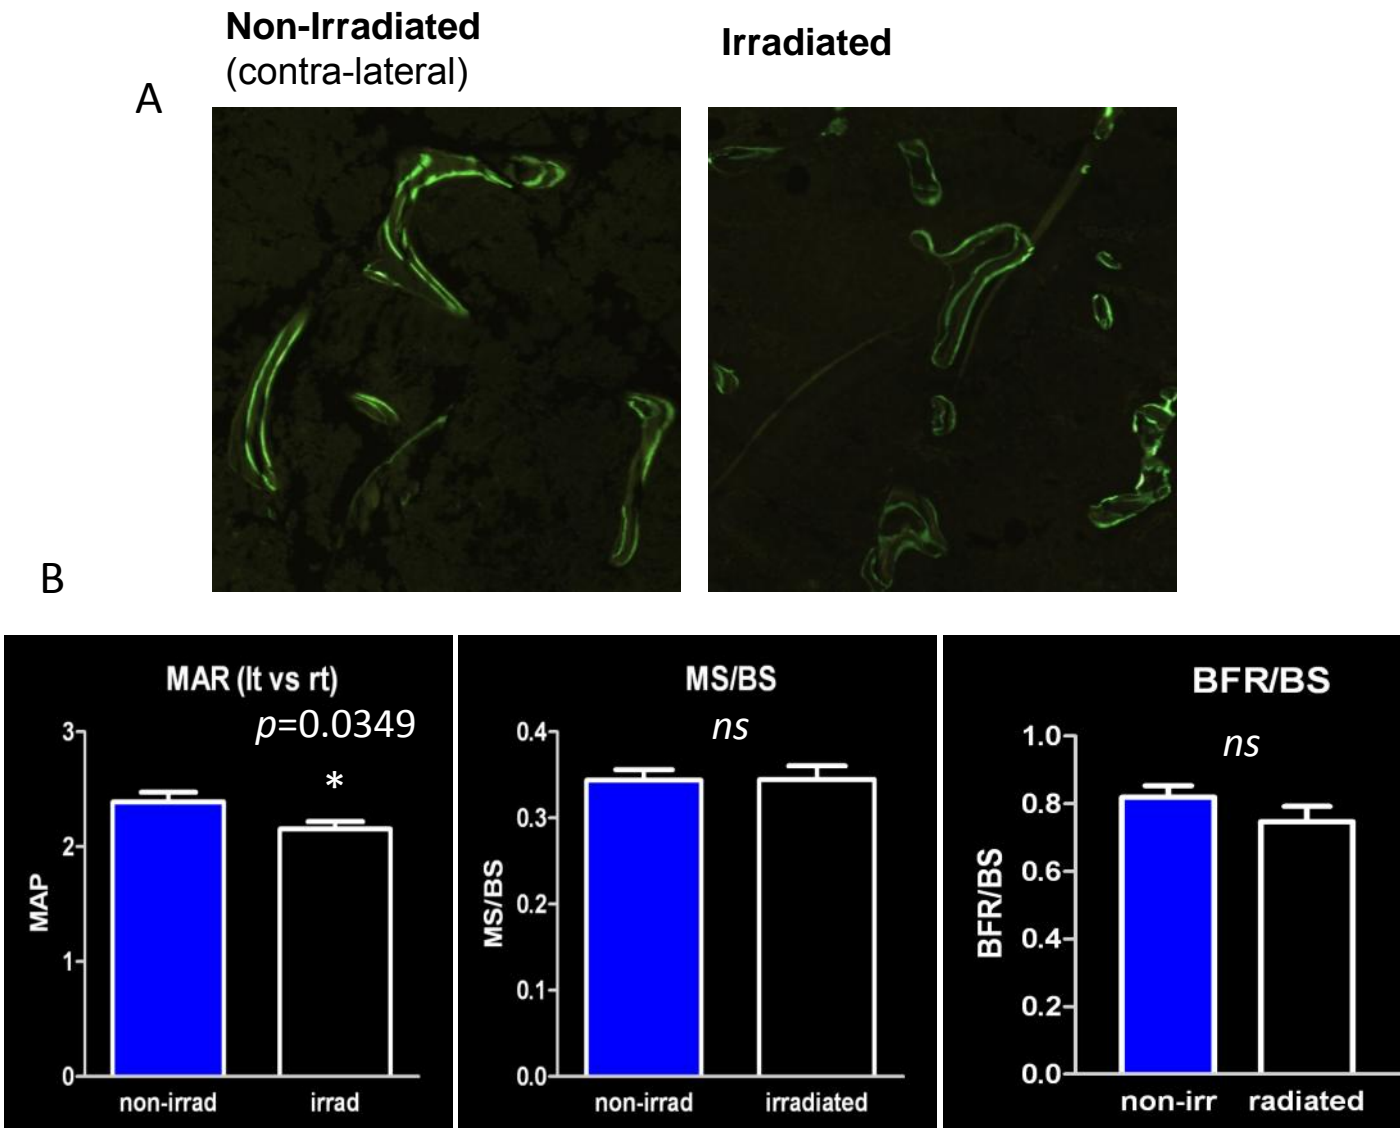 Non-Irradiated
(contra-lateral)
Irradiated
A
B
MAR (lt vs rt)
p=0.0349
*
3
2
1
0
MAP
non-irrad
irrad
MS/BS
ns
0.4
0.3
0.2
0.1
0.0
MS/BS
non-irrad
irradiated
BFR/BS
ns
1.0
0.8
0.6
0.4
0.2
0.0
BFR/BS
non-irr
radiated